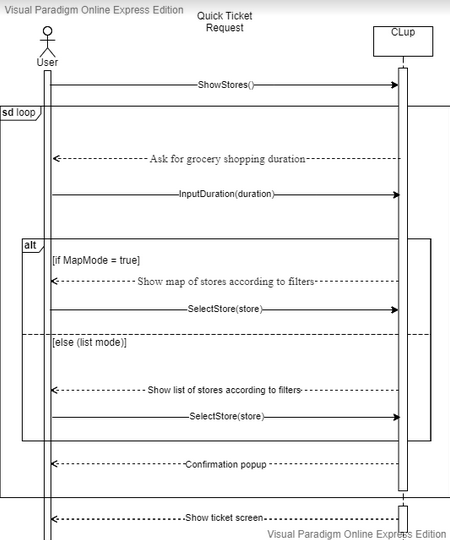 Visual Paradigm Online Express Edition
Quick Ticket
Request
CLup
User
ShowStores()
sd loop
Ask for grocery shopping duration
InputDuration(duration)
alt
[if MapMode = true]
Show map of stores according to filters
SelectStore(store)
[else (list mode)]
Show list of stores according to filters
SelectStore(store)
Confirmation popup
Show ticket screen
Visual Paradigm Online Express Edition